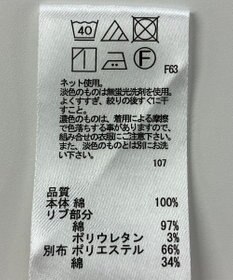 40
F
F63
ネット使用。
淡色のものは無蛍光洗剤を使用。
よくすすぎ、絞りの後すぐに干す
こと。
濃色のものは、着用による摩擦
で色落ちする事がありますので、
組み合せの衣類にご注意下さい。
また、淡色のものとは別にお洗
い下さい。
107
品質
本体 綿 100%
リブ部分
綿 97%
ポリウレタン 3%
別布 ポリエステル 66%
綿 34%